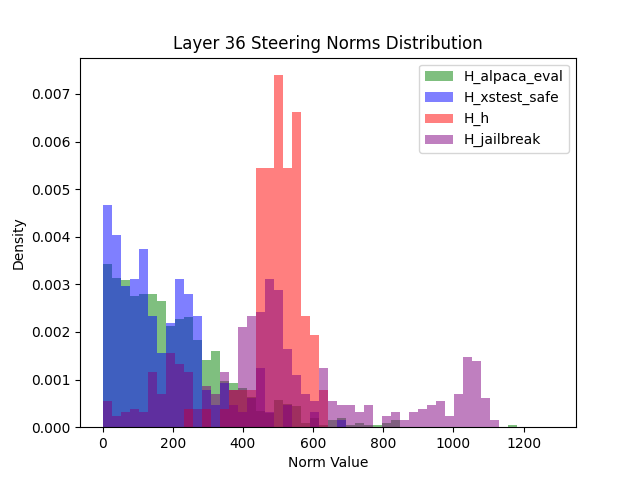 Layer 36 Steering Norms Distribution
H_alpaca_eval
H_xstest_safe
H_h
H_jailbreak
0.007
0.006
0.005
0.004
0.003
0.002
0.001
0.000
Density
0 200 400 600 800 1000 1200
Norm Value